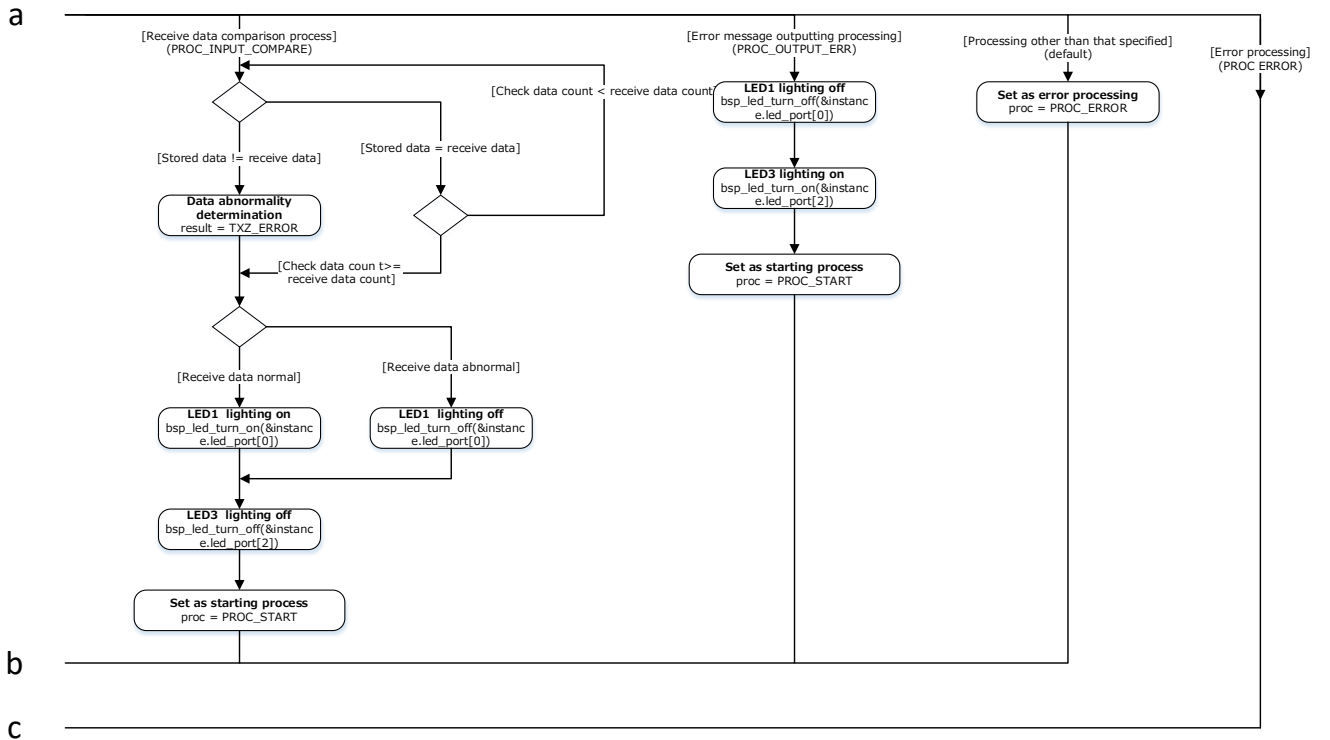 a
[Receive data comparison process]
(PROC_INPUT_COMPARE)
[Error message outputting processing]
(PROC_OUTPUT_ERR)
[Processing other than that specified]
(default)
[Error processing]
(PROC ERROR)
[Check data count < receive data count
LED1 lighting off
bsp_led_turn_off(&instanc
e.led_port[0])
Set as error processing
proc = PROC_ERROR
[Stored data != receive data]
[Stored data = receive data]
LED3 lighting on
bsp_led_turn_on(&instanc
e.led_port[2])
Data abnormality
determination
result = TXZ_ERROR
[Check data count t>=
receive data count]
Set as starting process
proc = PROC_START
[Receive data normal]
[Receive data abnormal]
LED1  lighting on
bsp_led_turn_on(&instanc
e.led_port[0])
LED1  lighting off
bsp_led_turn_off(&instanc
e.led_port[0])
LED3  lighting off
bsp_led_turn_off(&instanc
e.led_port[2])
Set as starting process
proc = PROC_START
b
c